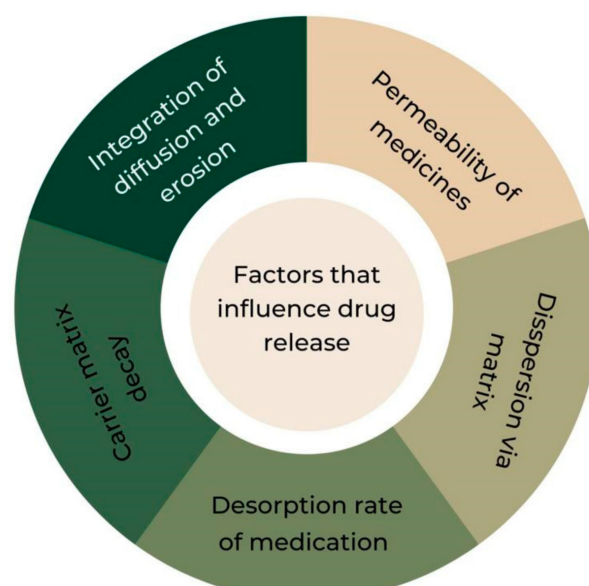 Integration of
diffusion and
erosion
Permeability of
medicines
Factors that
influence drug
release
Carrier matrix
decay
Disspersion via
matrix
Desorption rate
of medication